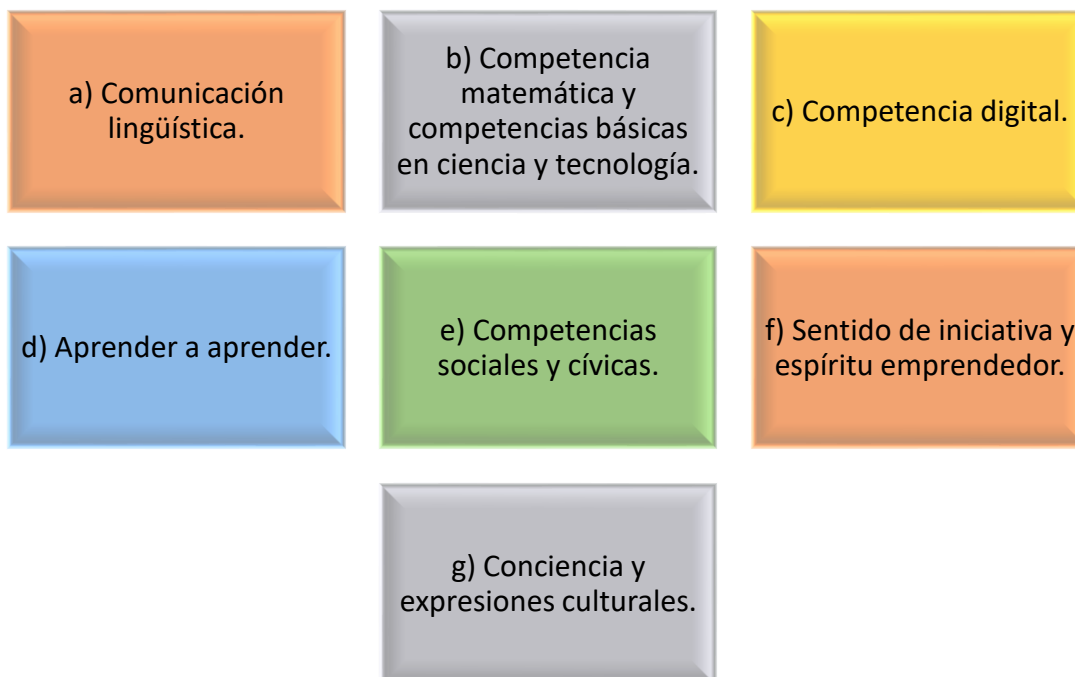 a) Comunicación
lingüística.
b) Competencia
matemática y
competencias básicas
en ciencia y tecnología.
c) Competencia digital.
d) Aprender a aprender.
e) Competencias
sociales y cívicas.
f) Sentido de iniciativa y
espíritu emprendedor.
g) Conciencia y
expresiones culturales.